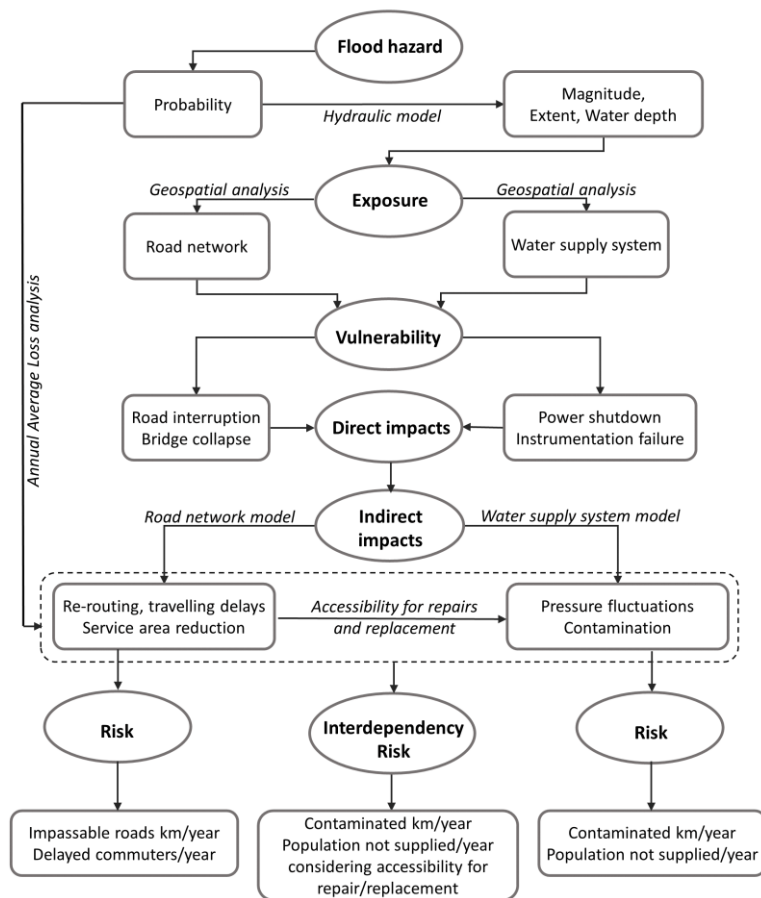 Flood hazard
Probability
Hydraulic model
Magnitude,
Extent, Water depth
Geospatial analysis
Exposure
Geospatial analysis
Road network
Water supply system
Annual Average Loss analysis
Vulnerability
Road interruption
Bridge collapse
Direct impacts
Power shutdown
Instrumentation failure
Road network model
Indirect
impacts
Water supply system model
Re-routing, travelling delays
Service area reduction
Accessibility for repairs
and replacement
Pressure fluctuations
Contamination
Risk
Interdependency
Risk
Risk
Impassable roads km/year
Delayed commuters/year
Contaminated km/year
Population not supplied/year
considering accessibility for
repair/replacement
Contaminated km/year
Population not supplied/year